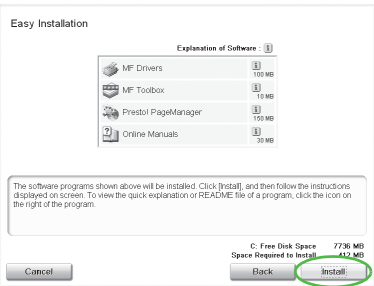 Easy Installation
Explanation of Software :
MF Drivers
100 MB
MF Toolbox
10 MB
Presto! PageManager
150 MB
Online Manuals
30 MB
The software programs shown above will be installed. Click [Install], and then follow the instructions
displayed on screen. To view the quick explanation or README file of a program, click the icon on
the right of the program.
C: Free Disk Space 7736 MB
Space Required to Install 412 MB
Cancel
Back
Install